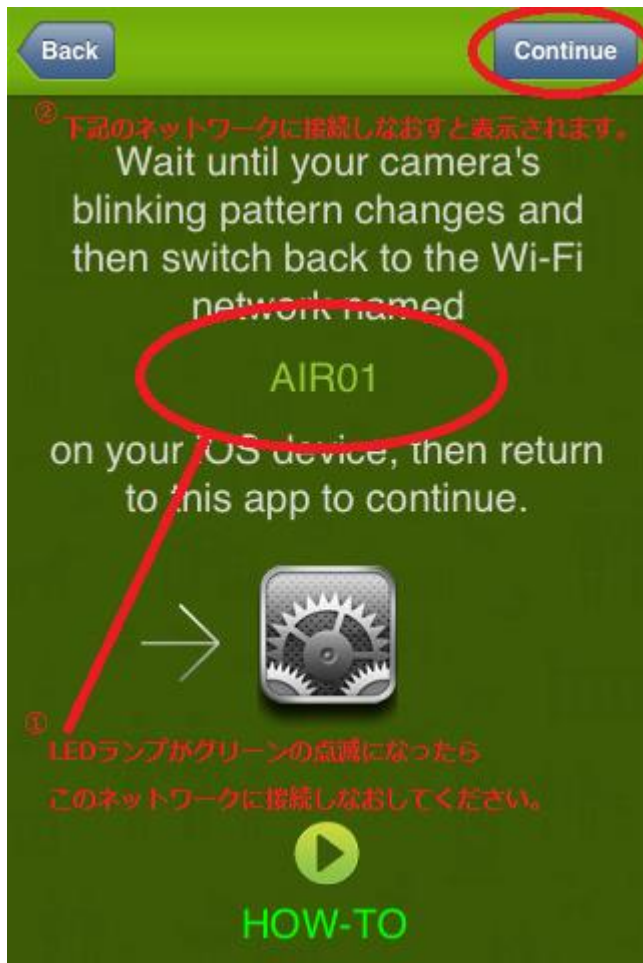 Back
Continue
② 下記のネットワークに接続しなおすと表示されます。
Wait until your camera's
blinking pattern changes and
then switch back to the Wi-Fi
network named
AIR01
on your iOS device, then return
to this app to continue.
①
LEDランプがグリーンの点滅になったら
このネットワークに接続しなおしてください。
HOW-TO